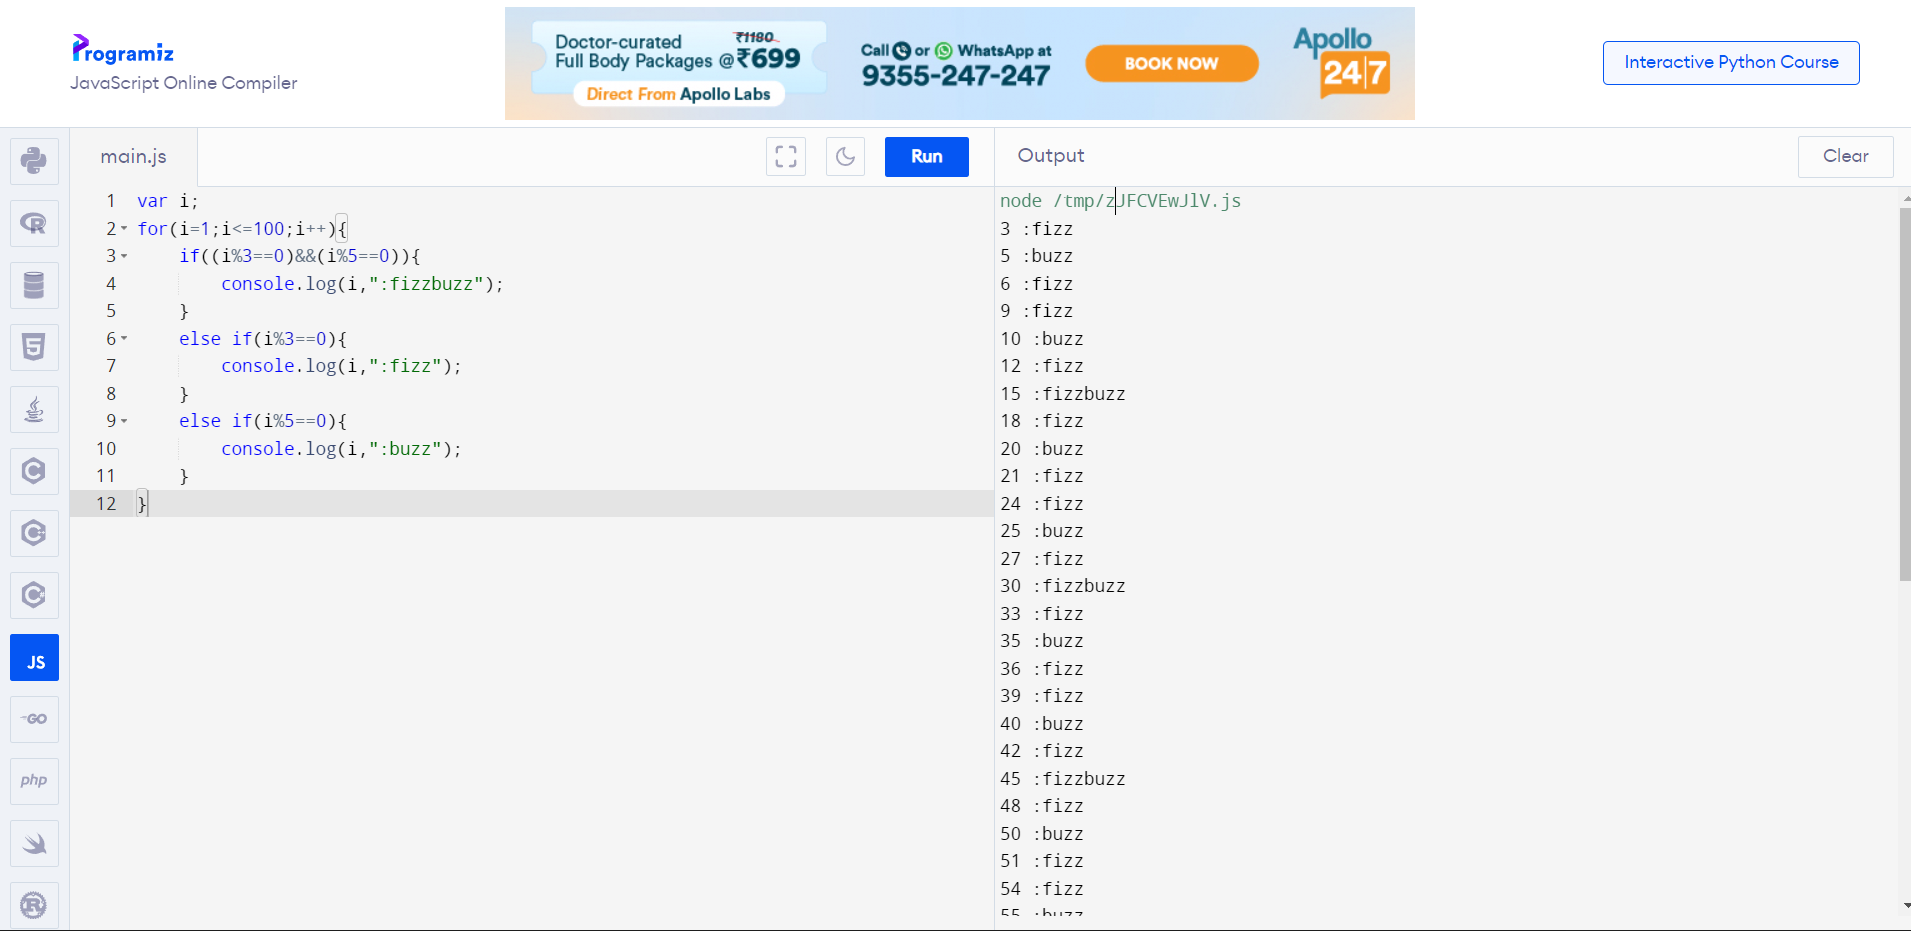 Programiz
JavaScript Online Compiler
Doctor-curated
Full Body Packages @
₹1180
₹699
Direct From Apollo Labs
Call or WhatsApp at
9355-247-247
BOOK NOW
Apollo
24|7
Interactive Python Course
main.js
Run
1 var i;
2 for(i=1;i<=100;i++){
3     if((i%3==0)&&(i%5==0)){
4         console.log(i,":fizzbuzz");
5     }
6     else if(i%3==0){
7         console.log(i,":fizz");
8     }
9     else if(i%5==0){
10         console.log(i,":buzz");
11     }
12 }
Output
Clear
node /tmp/zJFCVEwJlV.js
3 :fizz
5 :buzz
6 :fizz
9 :fizz
10 :buzz
12 :fizz
15 :fizzbuzz
18 :fizz
20 :buzz
21 :fizz
24 :fizz
25 :buzz
27 :fizz
30 :fizzbuzz
33 :fizz
35 :buzz
36 :fizz
39 :fizz
40 :buzz
42 :fizz
45 :fizzbuzz
48 :fizz
50 :buzz
51 :fizz
54 :fizz
55 :buzz
R
5
C
C
C
JS
GO
php
R